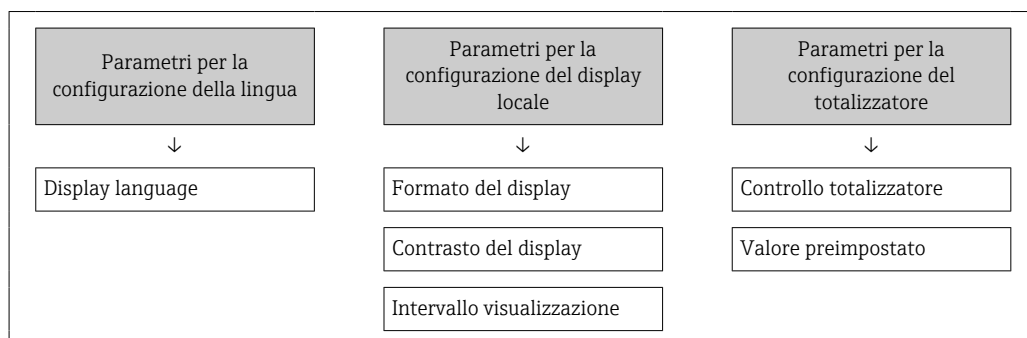 Parametri per la
configurazione della lingua
↓
Display language
Parametri per la
configurazione del display
locale
↓
Formato del display
Contrasto del display
Intervallo visualizzazione
Parametri per la
configurazione del
totalizzatore
↓
Controllo totalizzatore
Valore preimpostato